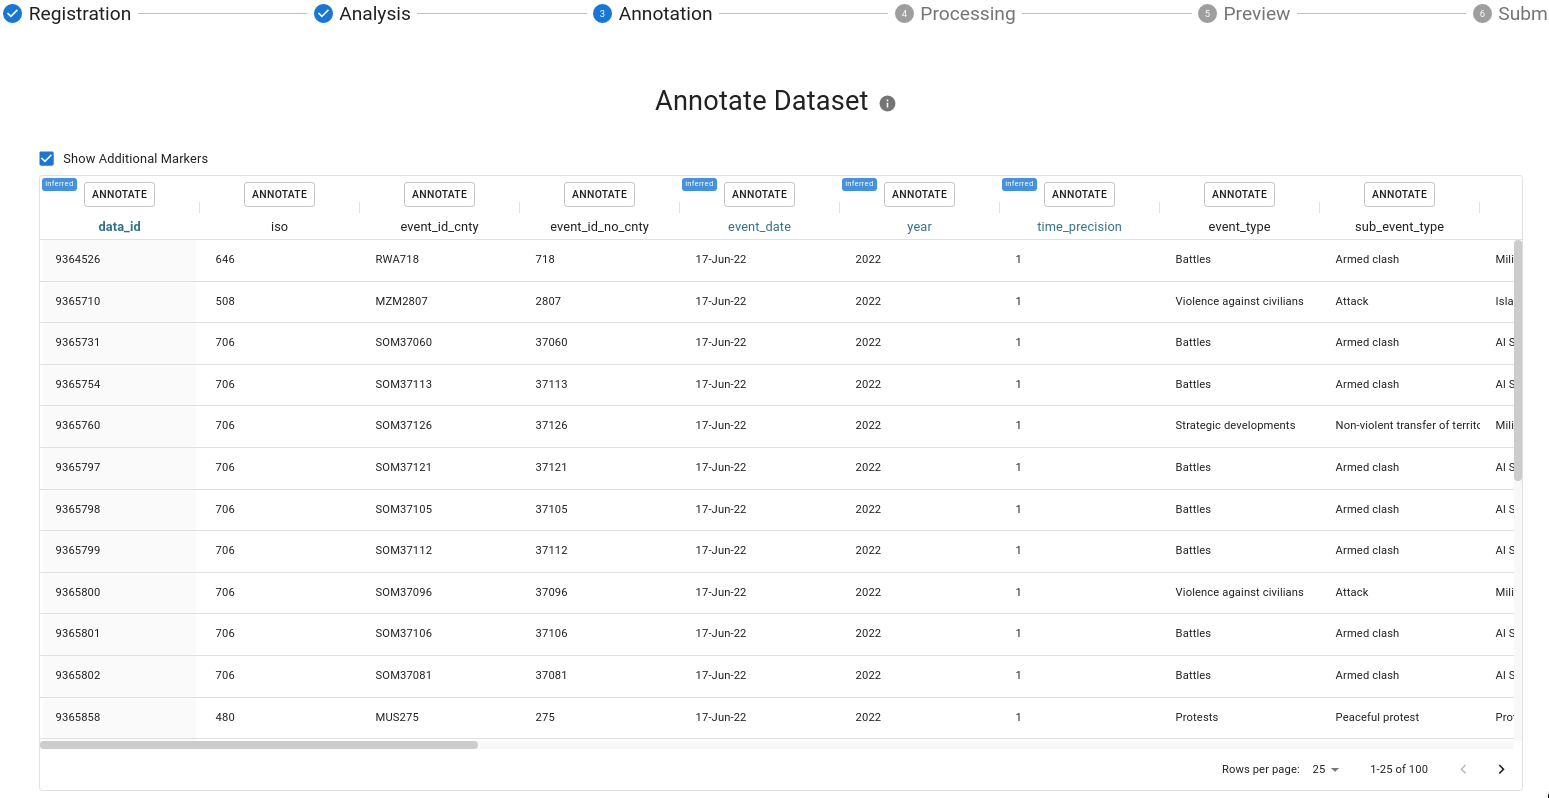 Registration Analysis 3 Annotation 4 Processing 5 Preview 6 Subm
Annotate Dataset
Show Additional Markers
Inferred ANNOTATE ANNOTATE ANNOTATE ANNOTATE Inferred ANNOTATE Inferred ANNOTATE Inferred ANNOTATE ANNOTATE ANNOTATE
data_id iso event_id_cnty event_id_no_cnty event_date year time_precision event_type sub_event_type
9364526 646 RWA718 718 17-Jun-22 2022 1 Battles Armed clash Mili
9365710 508 MZM2807 2807 17-Jun-22 2022 1 Violence against civilians Attack Isla
9365731 706 SOM37060 37060 17-Jun-22 2022 1 Battles Armed clash Al S
9365754 706 SOM37113 37113 17-Jun-22 2022 1 Battles Armed clash Al S
9365760 706 SOM37126 37126 17-Jun-22 2022 1 Strategic developments Non-violent transfer of territo Mili
9365797 706 SOM37121 37121 17-Jun-22 2022 1 Battles Armed clash Al S
9365798 706 SOM37105 37105 17-Jun-22 2022 1 Battles Armed clash Al S
9365799 706 SOM37112 37112 17-Jun-22 2022 1 Battles Armed clash Al S
9365800 706 SOM37096 37096 17-Jun-22 2022 1 Violence against civilians Attack Mili
9365801 706 SOM37106 37106 17-Jun-22 2022 1 Battles Armed clash Al S
9365802 706 SOM37081 37081 17-Jun-22 2022 1 Battles Armed clash Al S
9365858 480 MUS275 275 17-Jun-22 2022 1 Protests Peaceful protest Prot
Rows per page: 25 1-25 of 100